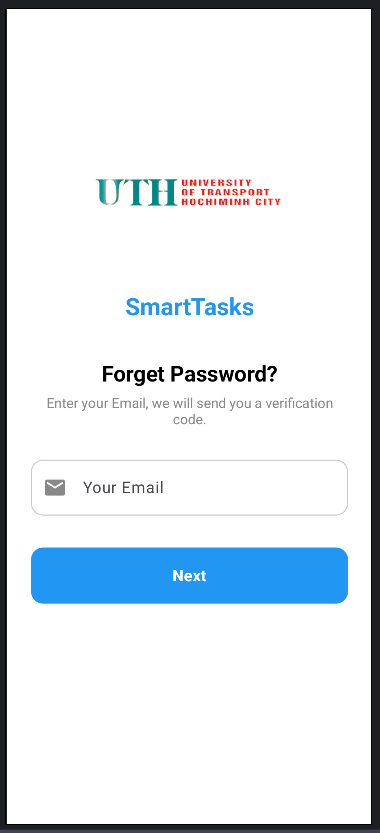 UTH
UNIVERSITY
OF TRANSPORT
HOCHIMINH CITY
SmartTasks
Forget Password?
Enter your Email, we will send you a verification
code.
Your Email
Next